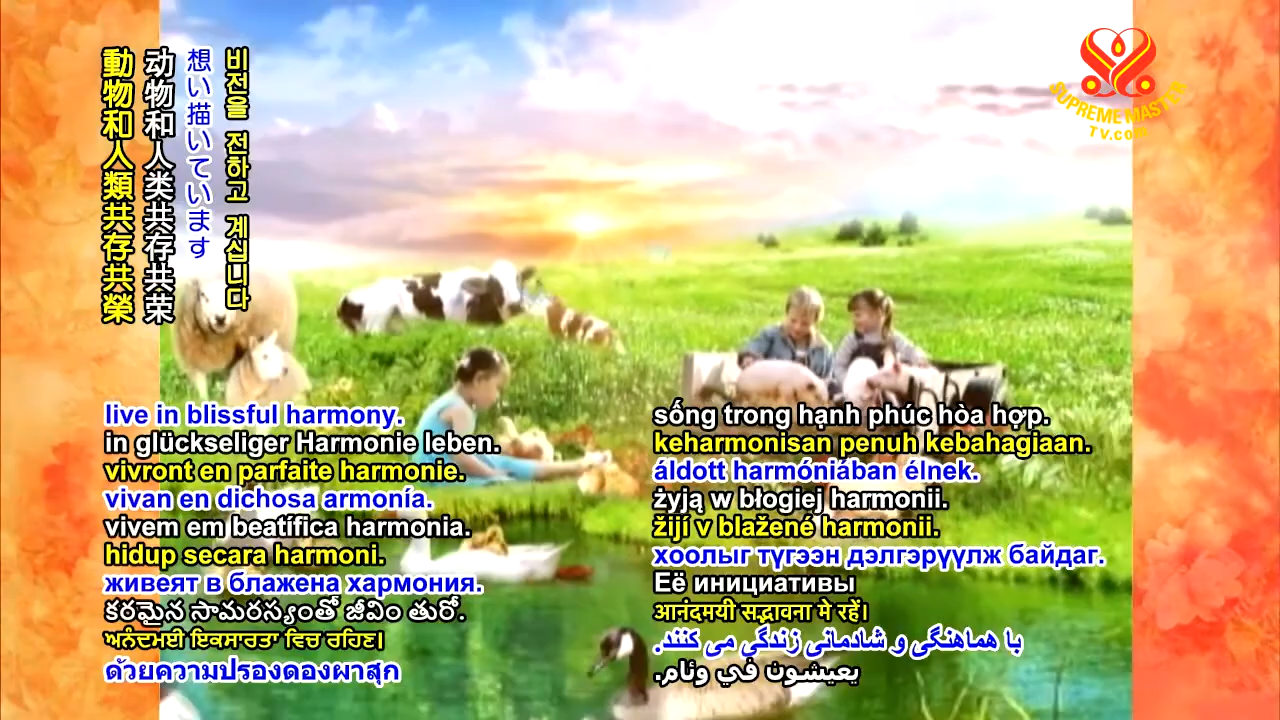 動物和人類共存共榮
动物和人类共存共荣
想い描いています
비전을 전하고 계십니다
SUPREME MASTER
TV.com
live in blissful harmony.
in glückseliger Harmonie leben.
vivront en parfaite harmonie.
vivan en dichosa armonía.
vivem em beatífica harmonia.
hidup secara harmoni.
живеят в блажена хармония.
కరమైన సామరస్యంతో జీవిం తురో.
ਅਨੰਦਮਈ ਇਕਸਾਰਤਾ ਵਿਚ ਰਹਿਣ।
ด้วยความปรองดองผาสุก
sống trong hạnh phúc hòa hợp.
keharmonisan penuh kebahagiaan.
áldott harmóniában élnek.
żyją w błogiej harmonii.
žijí v blažené harmonii.
хоолыг түгээн дэлгэрүүлж байдаг.
Её инициативы
आनंदमयी सद्भावना मे रहें।
با هماهنگی و شادمانی زندگی می کنند.
يعيشون في وئام.